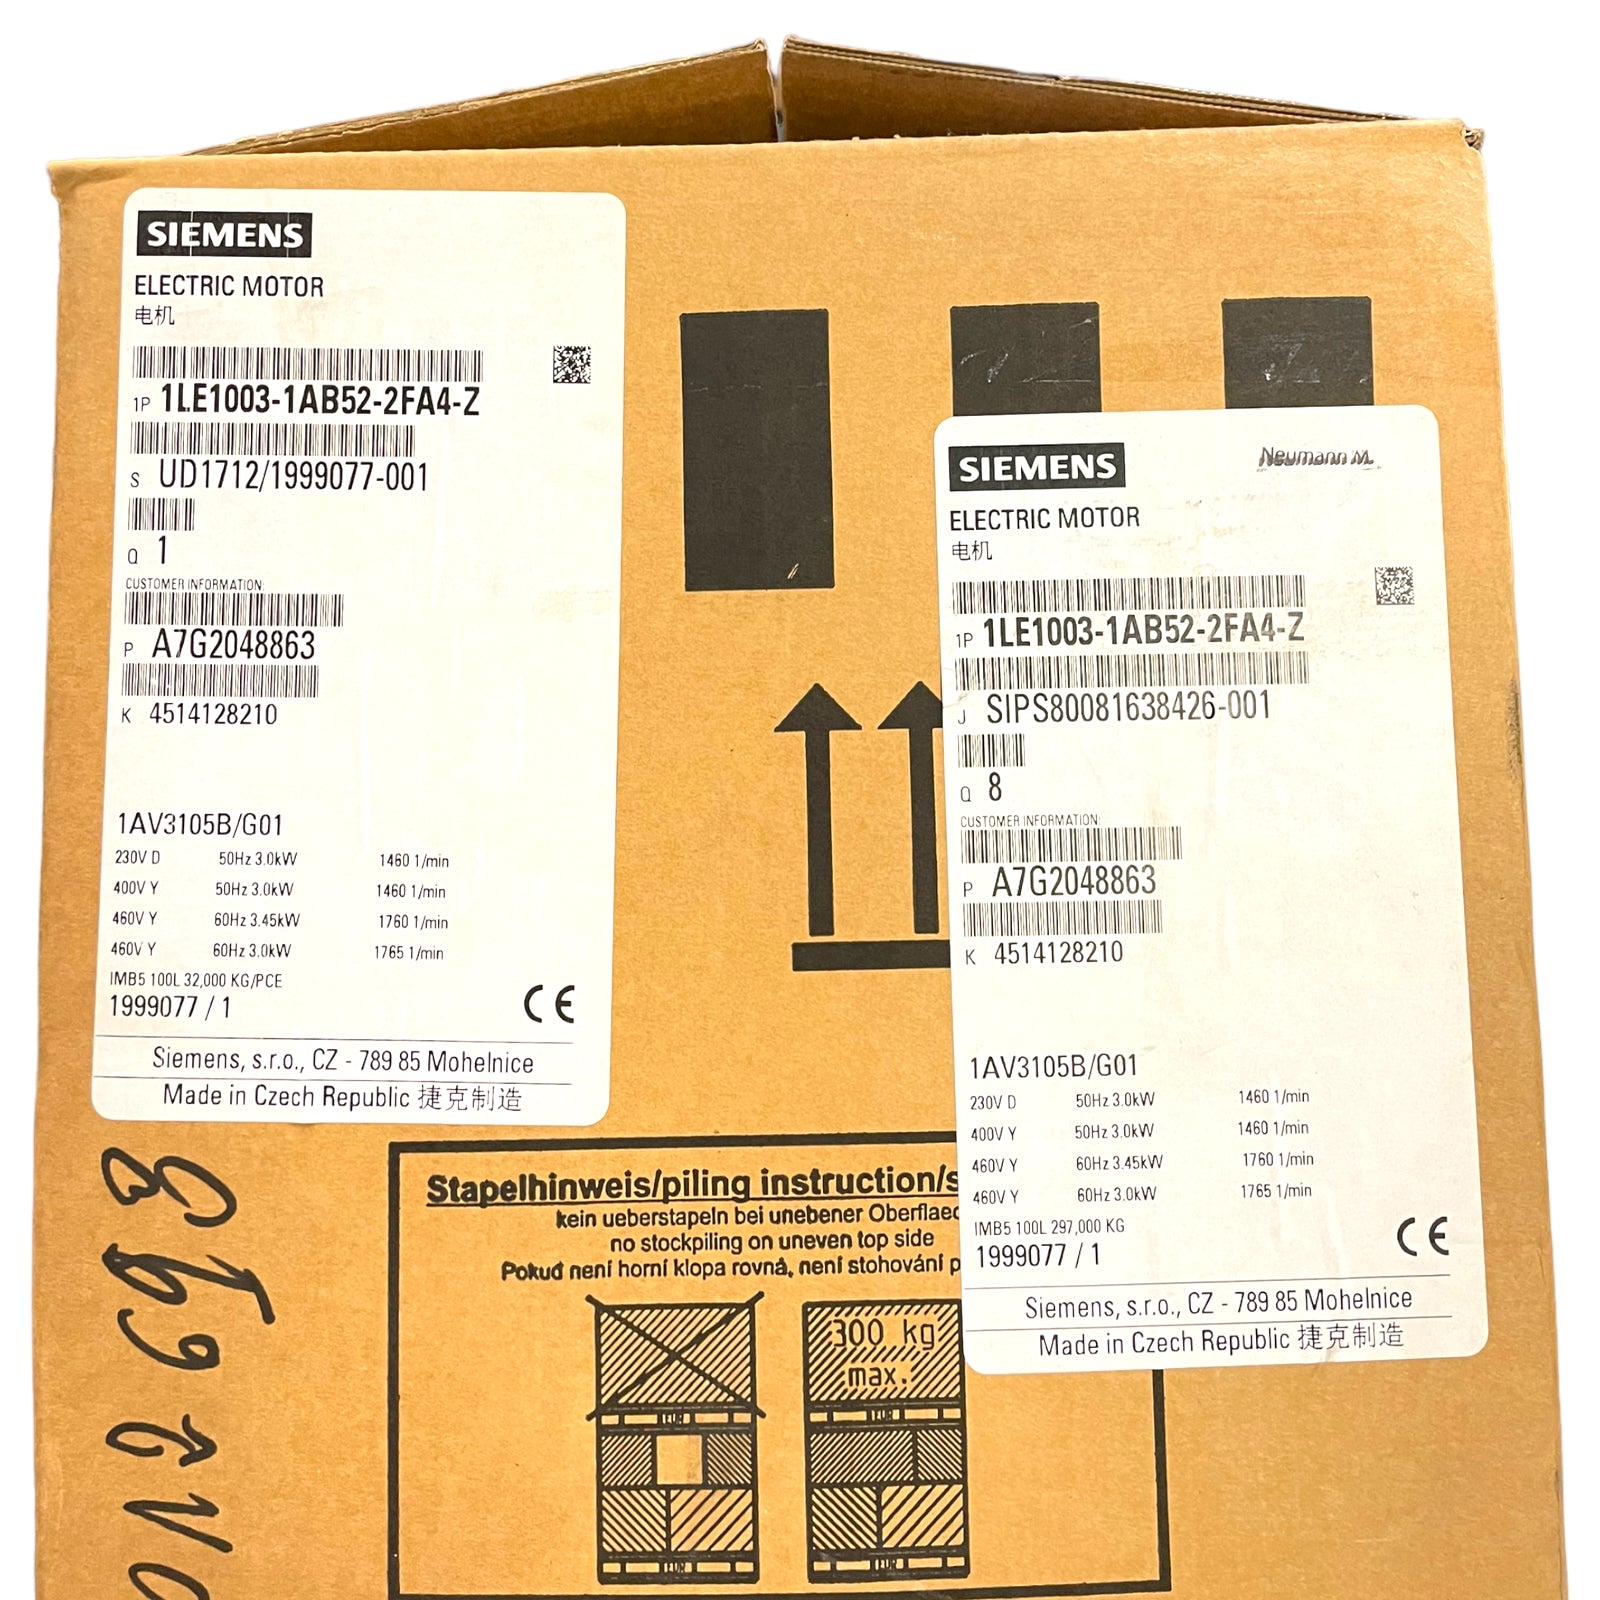 SIEMENS
ELECTRIC MOTOR
电机
1P 1LE1003-1AB52-2FA4-Z
S UD1712/1999077-001
Q 1
CUSTOMER INFORMATION:
P A7G2048863
K 4514128210
1AV3105B/G01
230V D 50Hz 3.0kW 1460 1/min
400V Y 50Hz 3.0kW 1460 1/min
460V Y 60Hz 3.45kW 1760 1/min
460V Y 60Hz 3.0kW 1765 1/min
IMB5 100L 32,000 KG/PCE
1999077 / 1
CE
Siemens, s.r.o., CZ - 789 85 Mohelnice
Made in Czech Republic 捷克制造
SIEMENS
Neumann M.
ELECTRIC MOTOR
电机
1P 1LE1003-1AB52-2FA4-Z
J SIPS80081638426-001
Q 8
CUSTOMER INFORMATION:
P A7G2048863
K 4514128210
1AV3105B/G01
230V D 50Hz 3.0kW 1460 1/min
400V Y 50Hz 3.0kW 1460 1/min
460V Y 60Hz 3.45kW 1760 1/min
460V Y 60Hz 3.0kW 1765 1/min
IMB5 100L 297,000 KG
1999077 / 1
CE
Siemens, s.r.o., CZ - 789 85 Mohelnice
Made in Czech Republic 捷克制造
Stapelhinweis/piling instruction/s
kein ueberstapeln bei unebener Oberflaec
no stockpiling on uneven top side
Pokud není horní klopa rovná, není stohování p
300 kg
max.
EUR
EUR
EUR
EUR